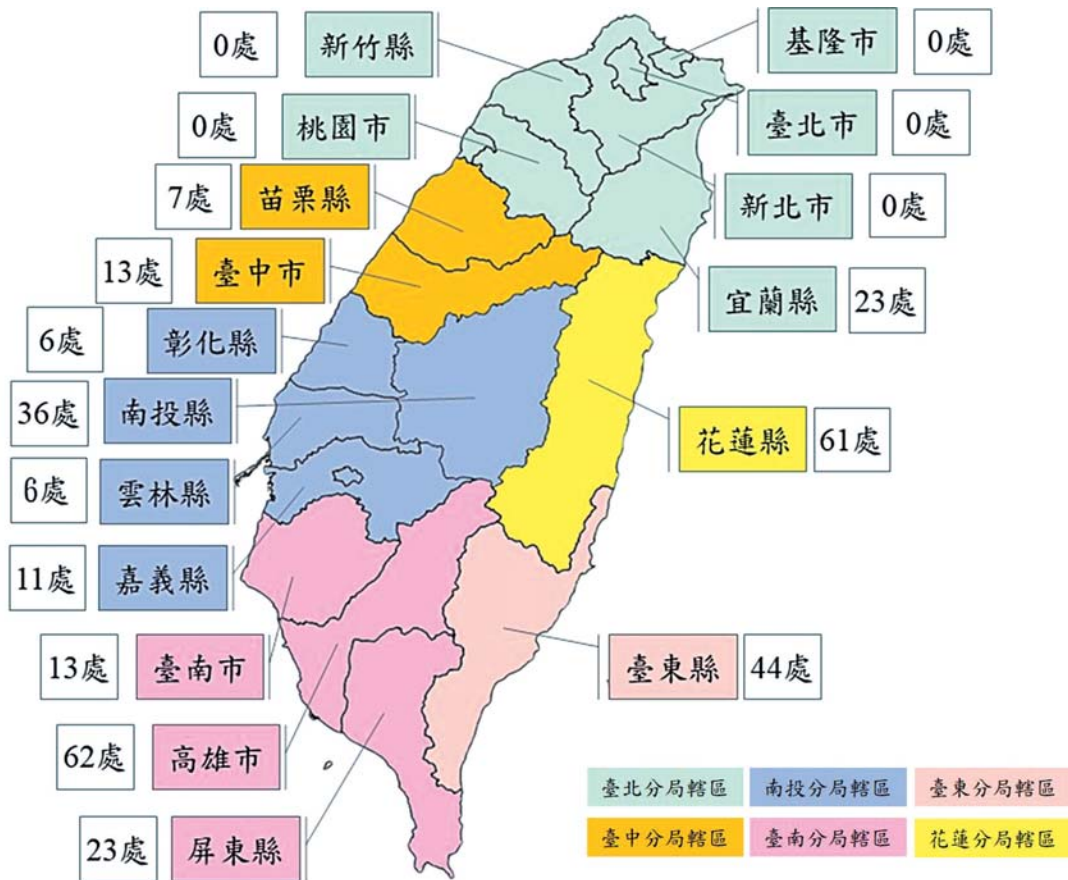 0處 新竹縣
基隆市 0處
0處 桃園市
臺北市 0處
7處 苗栗縣
新北市 0處
13處 臺中市
宜蘭縣 23處
6處 彰化縣
36處 南投縣
花蓮縣 61處
6處 雲林縣
11處 嘉義縣
13處 臺南市
臺東縣 44處
62處 高雄市
23處 屏東縣
臺北分局轄區 南投分局轄區 臺東分局轄區
臺中分局轄區 臺南分局轄區 花蓮分局轄區